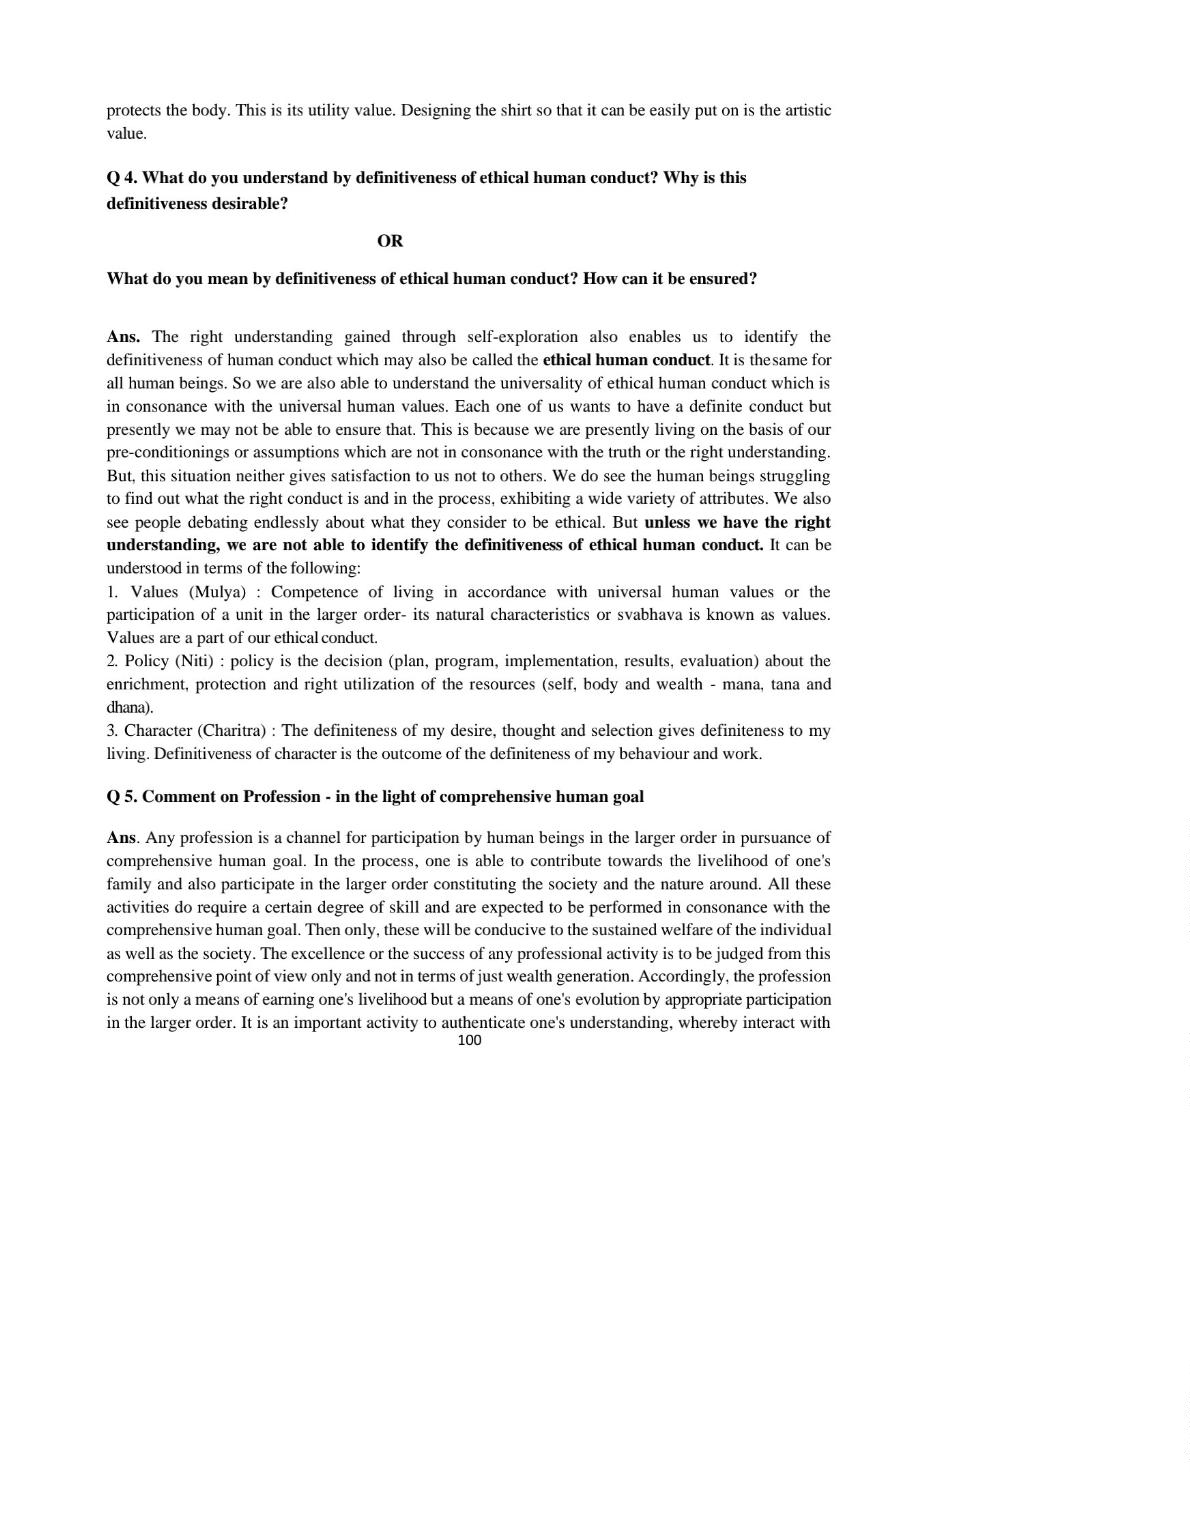 protects the body. This is its utility value. Designing the shirt so that it can be easily put on is the artistic
value.
Q 4. What do you understand by definitiveness of ethical human conduct? Why is this
definitiveness desirable?
OR
What do you mean by definitiveness of ethical human conduct? How can it be ensured?
Ans. The right understanding gained through self-exploration also enables us to identify the
definitiveness of human conduct which may also be called the ethical human conduct. It is thesame for
all human beings. So we are also able to understand the universality of ethical human conduct which is
in consonance with the universal human values. Each one of us wants to have a definite conduct but
presently we may not be able to ensure that. This is because we are presently living on the basis of our
pre-conditionings or assumptions which are not in consonance with the truth or the right understanding.
But, this situation neither gives satisfaction to us not to others. We do see the human beings struggling
to find out what the right conduct is and in the process, exhibiting a wide variety of attributes. We also
see people debating endlessly about what they consider to be ethical. But unless we have the right
understanding, we are not able to identify the definitiveness of ethical human conduct. It can be
understood in terms of the following:
1. Values (Mulya) : Competence of living in accordance with universal human values or the
participation of a unit in the larger order- its natural characteristics or svabhava is known as values.
Values are a part of our ethical conduct.
2. Policy (Niti) : policy is the decision (plan, program, implementation, results, evaluation) about the
enrichment, protection and right utilization of the resources (self, body and wealth - mana, tana and
dhana).
3. Character (Charitra) : The definiteness of my desire, thought and selection gives definiteness to my
living. Definitiveness of character is the outcome of the definiteness of my behaviour and work.
Q 5. Comment on Profession - in the light of comprehensive human goal
Ans. Any profession is a channel for participation by human beings in the larger order in pursuance of
comprehensive human goal. In the process, one is able to contribute towards the livelihood of one's
family and also participate in the larger order constituting the society and the nature around. All these
activities do require a certain degree of skill and are expected to be performed in consonance with the
comprehensive human goal. Then only, these will be conducive to the sustained welfare of the individual
as well as the society. The excellence or the success of any professional activity is to be judged from this
comprehensive point of view only and not in terms of just wealth generation. Accordingly, the profession
is not only a means of earning one's livelihood but a means of one's evolution by appropriate participation
in the larger order. It is an important activity to authenticate one's understanding, whereby interact with
100